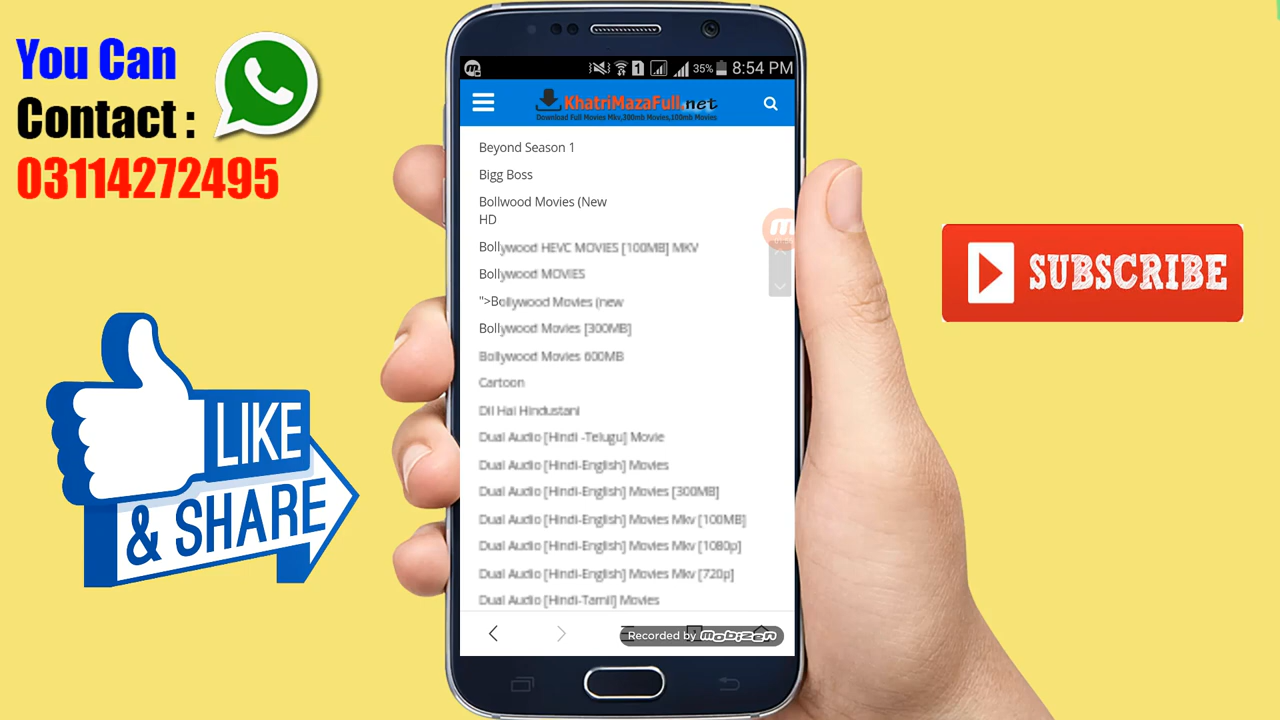 You Can
Contact :
03114272495
LIKE
& SHARE
35% 8:54 PM
KhatriMazaFull.net
Download Full Movies Mkv,300mb Movies,100mb Movies
Beyond Season 1
Bigg Boss
Bollwood Movies (New
HD
Bollywood HEVC MOVIES [100MB] MKV
Bollywood MOVIES
">Bollywood Movies (new
Bollywood Movies [300MB]
Bollywood Movies 600MB
Cartoon
Dil Hai Hindustani
Dual Audio [Hindi -Telugu] Movie
Dual Audio [Hindi-English] Movies
Dual Audio [Hindi-English] Movies [300MB]
Dual Audio [Hindi-English] Movies Mkv [100MB]
Dual Audio [Hindi-English] Movies Mkv [1080p]
Dual Audio [Hindi-English] Movies Mkv [720p]
Dual Audio [Hindi-Tamil] Movies
Recorded by mobizen
SUBSCRIBE